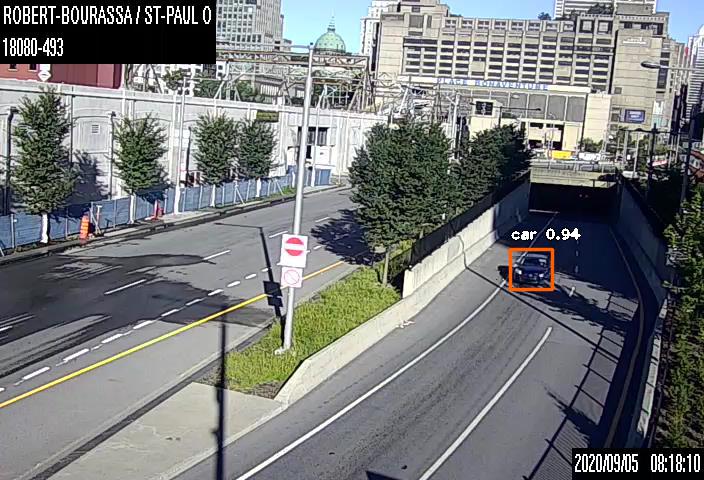 ROBERT-BOURASSA / ST-PAUL O
18080-493
PLACE BONAVENTURE
car 0.94
2020/09/05 08:18:10